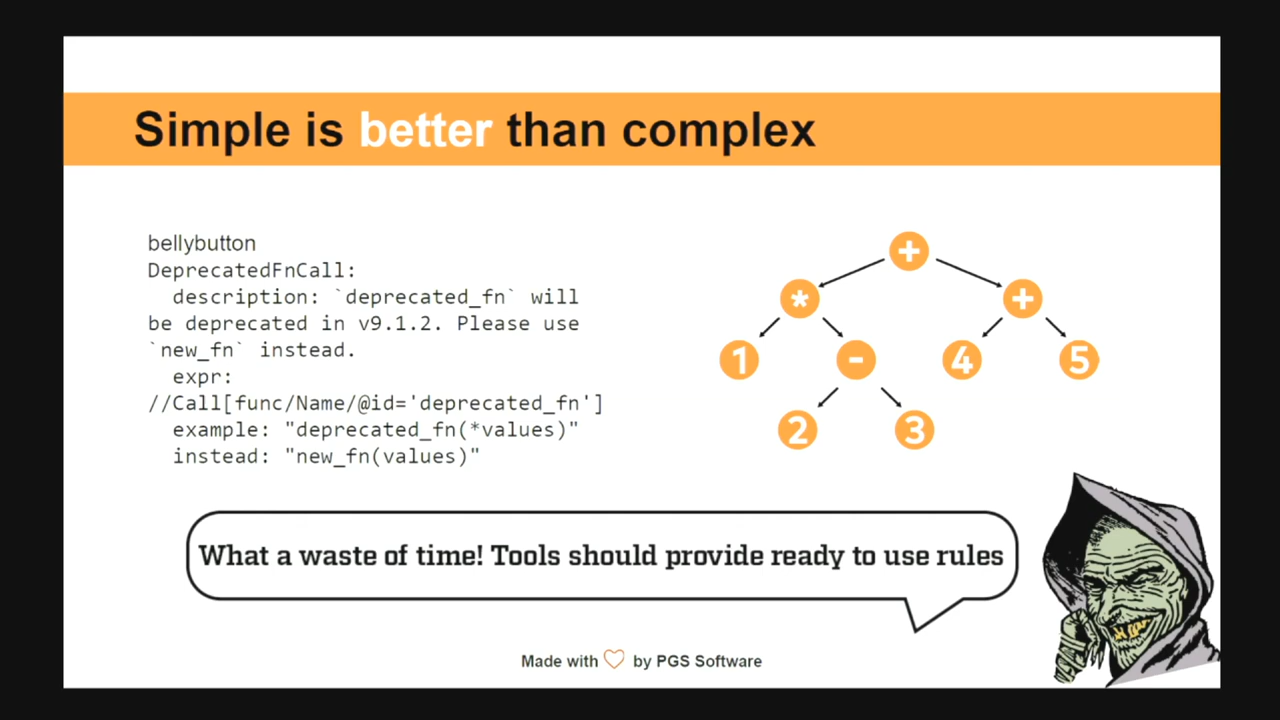 Simple is better than complex
bellybutton
DeprecatedFnCall:
description: `deprecated_fn` will
be deprecated in v9.1.2. Please use
`new_fn` instead.
expr:
//Call[func/Name/@id='deprecated_fn']
example: "deprecated_fn(*values)"
instead: "new_fn(values)"
+
* +
1 - 4 5
2 3
What a waste of time! Tools should provide ready to use rules
Made with by PGS Software